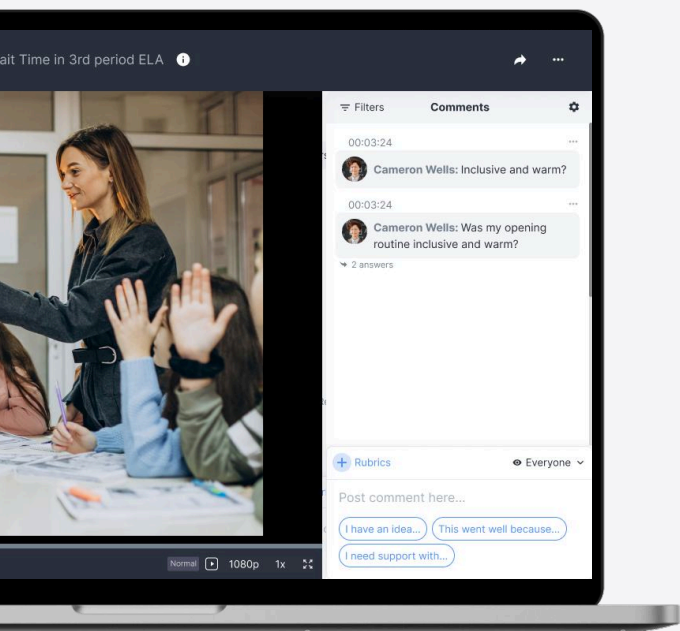 ait Time in 3rd period ELA
Filters
Comments
00:03:24
Cameron Wells: Inclusive and warm?
00:03:24
Cameron Wells: Was my opening
routine inclusive and warm?
2 answers
Rubrics
Everyone
Post comment here...
I have an idea...
This went well because...
I need support with...
Normal
1080p
1x